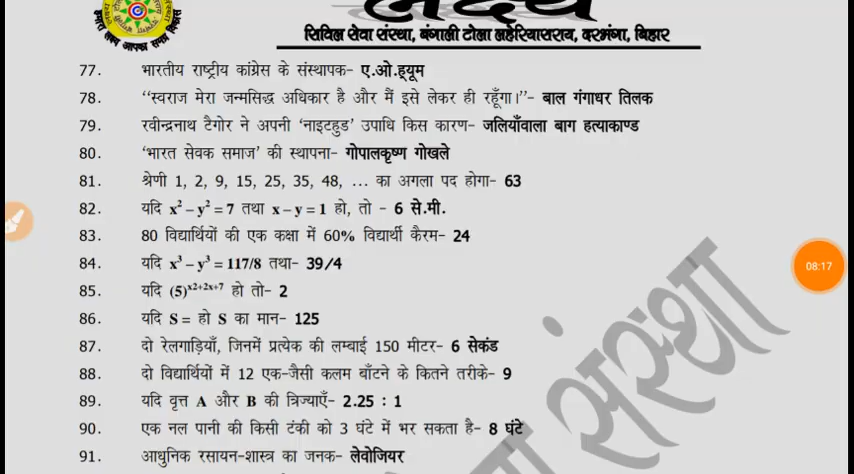 लक्ष्य
सिविल सेवा संस्था, बंगाली टोला लहेरियासराय, दरभंगा, बिहार
77. भारतीय राष्ट्रीय कांग्रेस के संस्थापक- ए.ओ.ह्यूम
78. ‘‘स्वराज मेरा जन्मसिद्ध अधिकार है और मैं इसे लेकर ही रहूँगा।’’- बाल गंगाधर तिलक
79. रवीन्द्रनाथ टैगोर ने अपनी ‘नाइटहुड’ उपाधि किस कारण- जलियाँवाला बाग हत्याकाण्ड
80. ‘भारत सेवक समाज’ की स्थापना- गोपालकृष्ण गोखले
81. श्रेणी 1, 2, 9, 15, 25, 35, 48, ... का अगला पद होगा- 63
82. यदि x² – y² = 7 तथा x – y = 1 हो, तो - 6 से.मी.
83. 80 विद्यार्थियों की एक कक्षा में 60% विद्यार्थी कैरम- 24
84. यदि x³ – y³ = 117/8 तथा- 39/4
85. यदि (5)^x2+2x+7 हो तो- 2
86. यदि S = हो S का मान- 125
87. दो रेलगाड़ियाँ, जिनमें प्रत्येक की लम्बाई 150 मीटर- 6 सेकंड
88. दो विद्यार्थियों में 12 एक-जैसी कलम बाँटने के कितने तरीके- 9
89. यदि वृत्त A और B की त्रिज्याएँ- 2.25 : 1
90. एक नल पानी की किसी टंकी को 3 घंटे में भर सकता है- 8 घंटे
91. आधुनिक रसायन-शास्त्र का जनक- लेवोजियर
संस्था
08:17